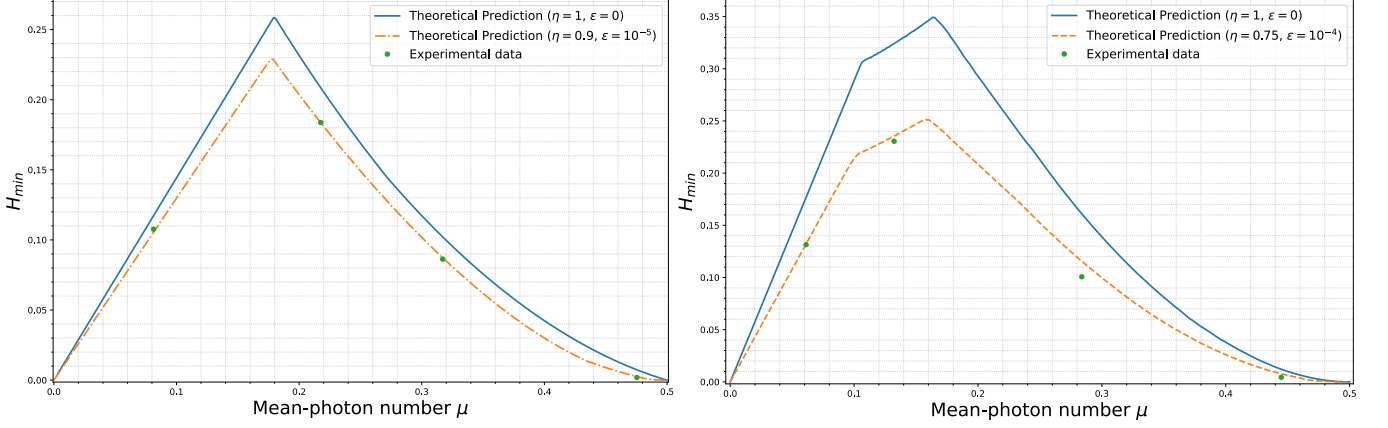 Theoretical Prediction (η = 1, ε = 0)
Theoretical Prediction (η = 0.9, ε = 10⁻⁵)
Experimental data
H_min
0.25
0.20
0.15
0.10
0.05
0.00
0.0 0.1 0.2 0.3 0.4 0.5
Mean-photon number μ
Theoretical Prediction (η = 1, ε = 0)
Theoretical Prediction (η = 0.75, ε = 10⁻⁴)
Experimental data
H_min
0.35
0.30
0.25
0.20
0.15
0.10
0.05
0.00
0.0 0.1 0.2 0.3 0.4 0.5
Mean-photon number μ